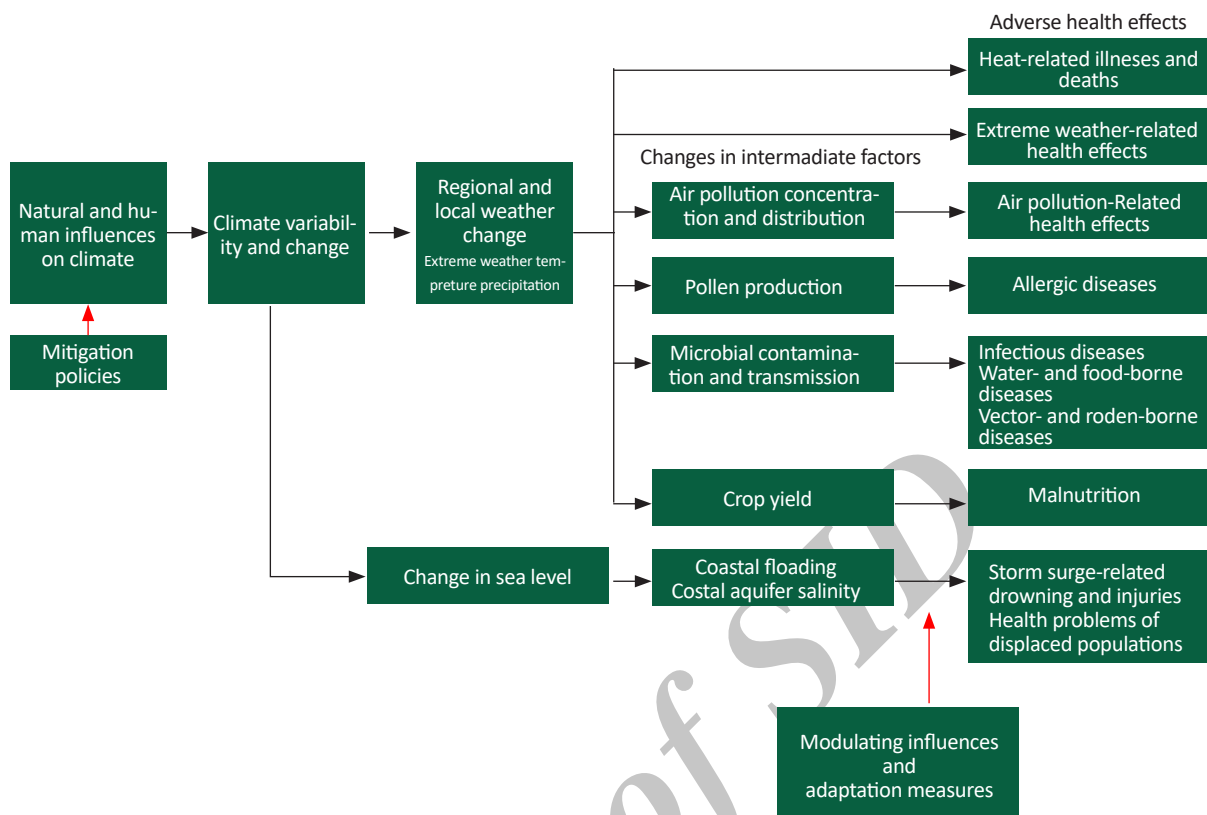 Adverse health effects
Heat-related illneses and
deaths
Extreme weather-related
health effects
Changes in intermadiate factors
Natural and hu-
man influences
on climate
Climate variabil-
ity and change
Regional and
local weather
change
Extreme weather tem-
preture precipitation
Air pollution concentra-
tion and distribution
Air pollution-Related
health effects
Pollen production
Allergic diseases
Mitigation
policies
Microbial contamina-
tion and transmission
Infectious diseases
Water- and food-borne
diseases
Vector- and roden-borne
diseases
Crop yield
Malnutrition
Change in sea level
Coastal floading
Costal aquifer salinity
Storm surge-related
drowning and injuries
Health problems of
displaced populations
Modulating influences
and
adaptation measures
of SID